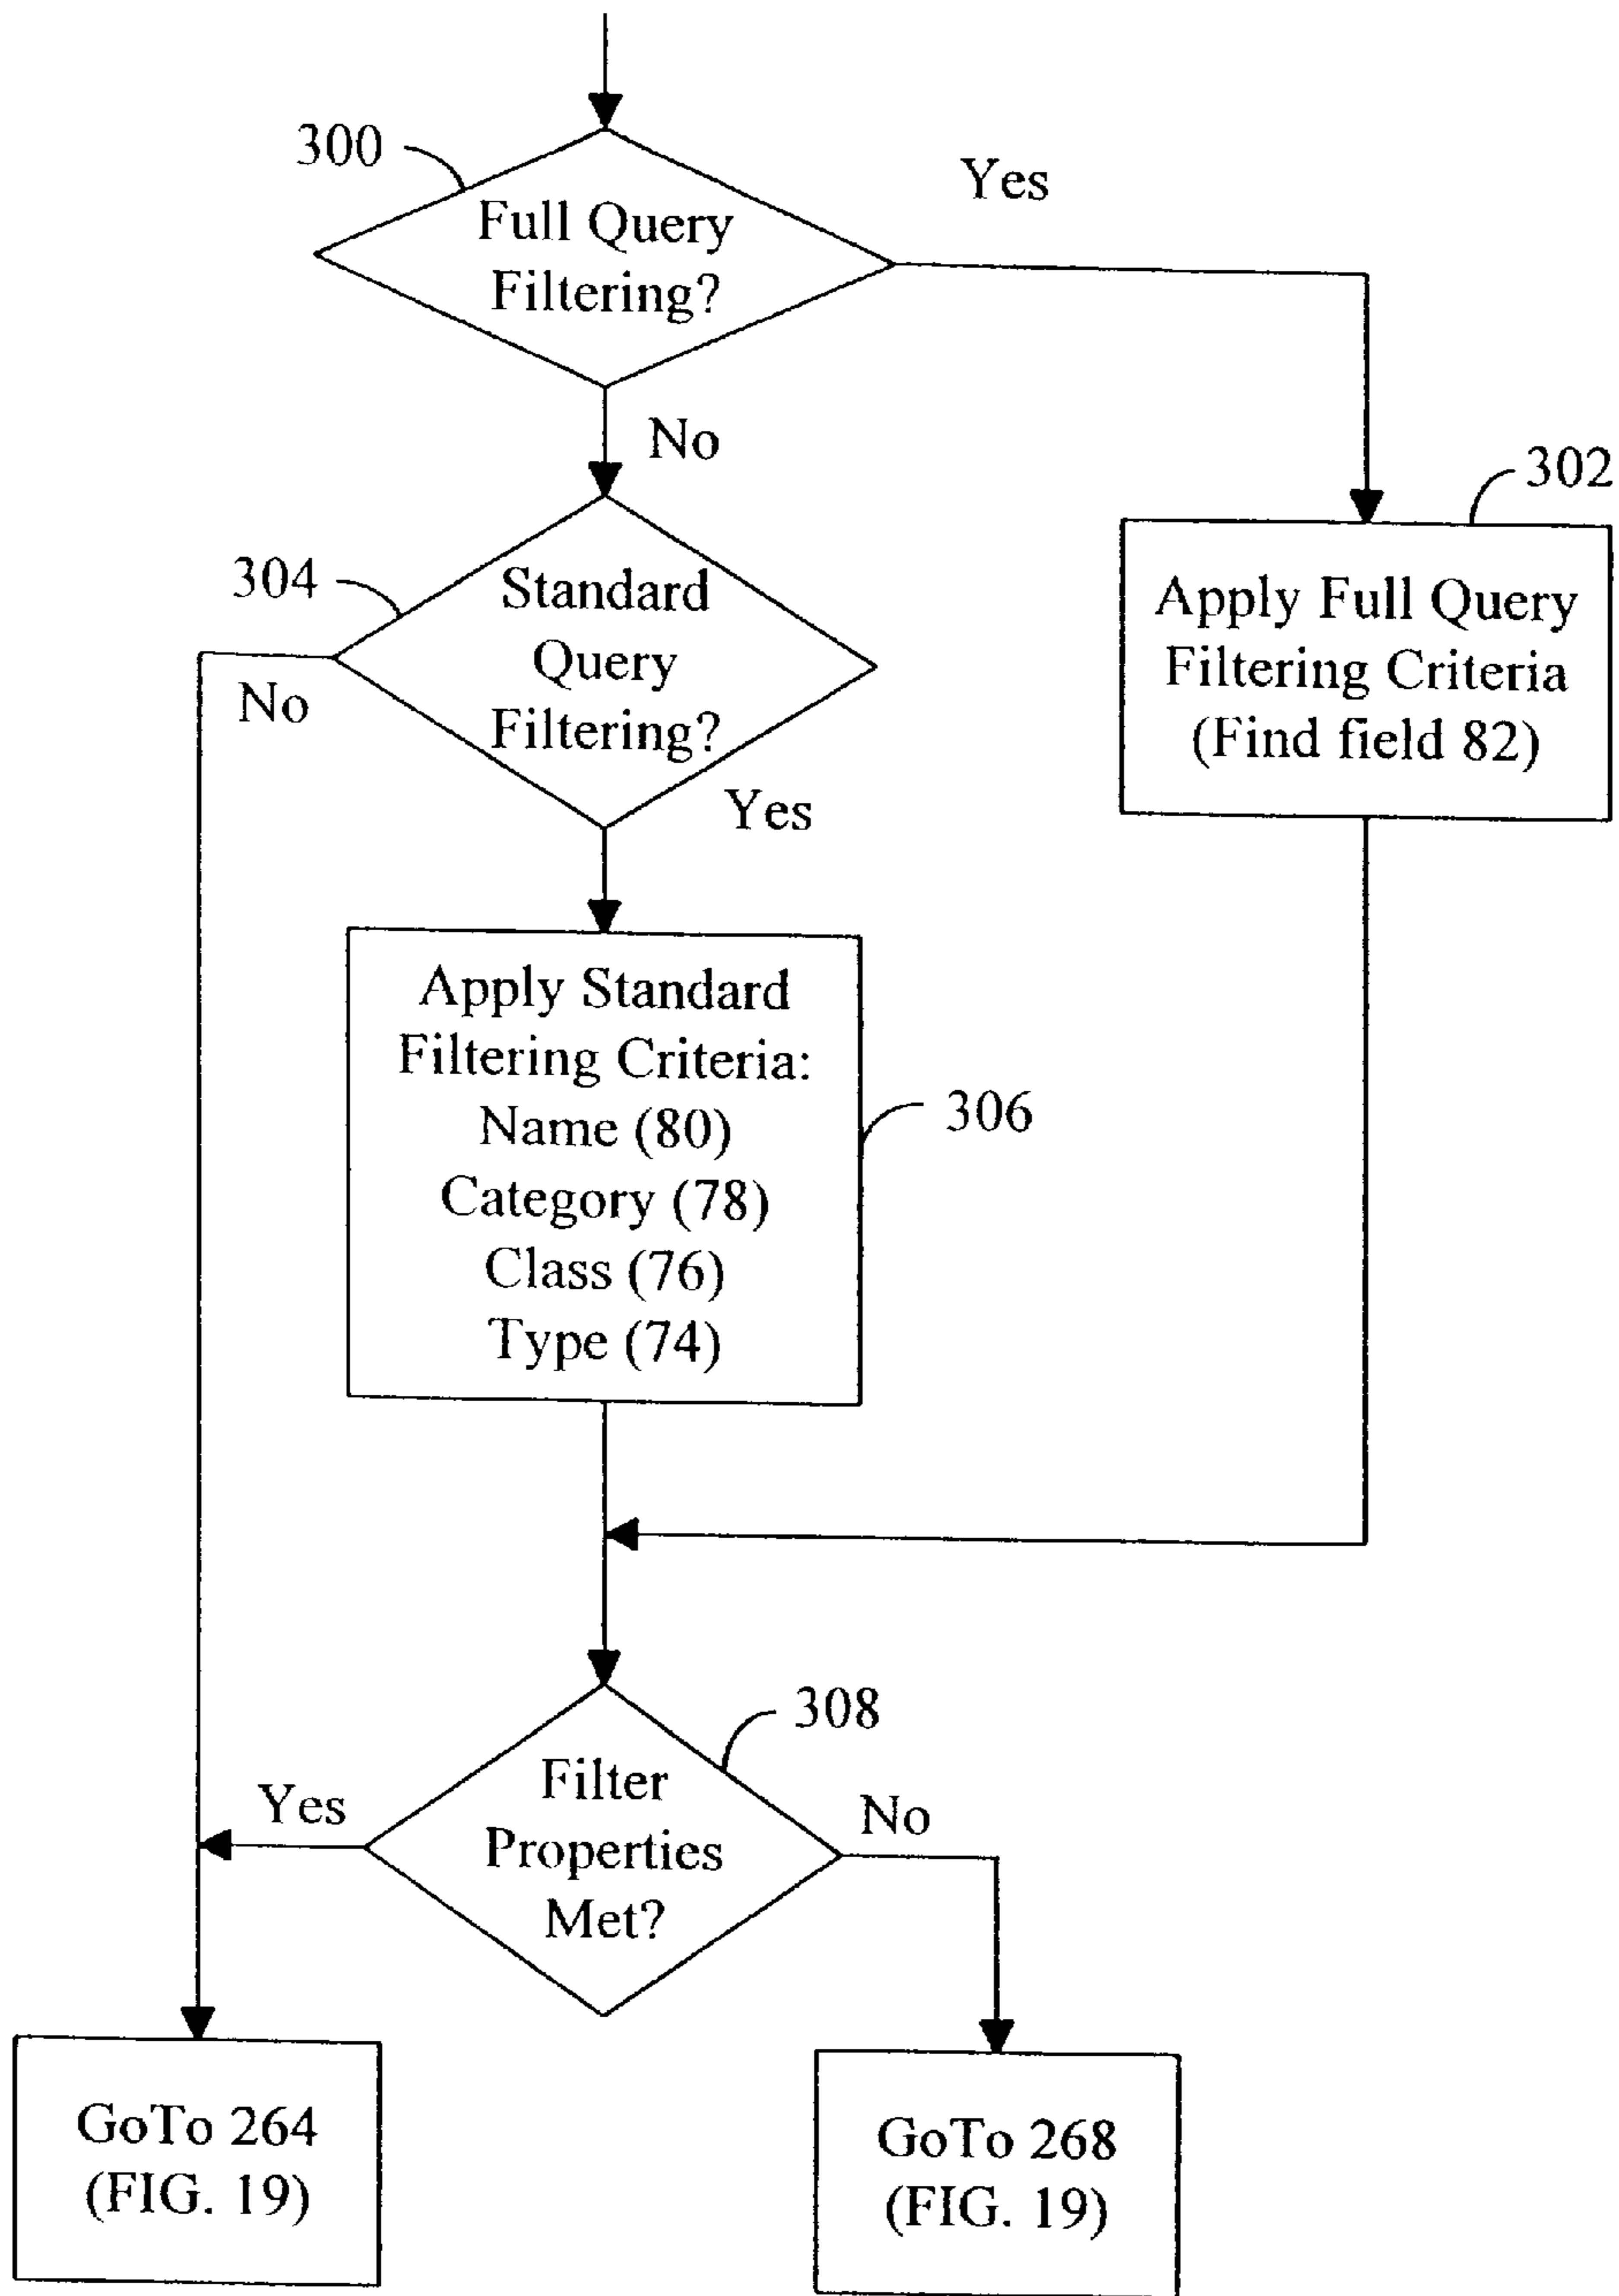 300
Full Query
Filtering?
Yes
No
302
Apply Full Query
Filtering Criteria
(Find field 82)
304
Standard
Query
Filtering?
No
Yes
Apply Standard
Filtering Criteria:
Name (80)
Category (78)
Class (76)
Type (74)
306
308
Filter
Properties
Met?
Yes
No
GoTo 264
(FIG. 19)
GoTo 268
(FIG. 19)